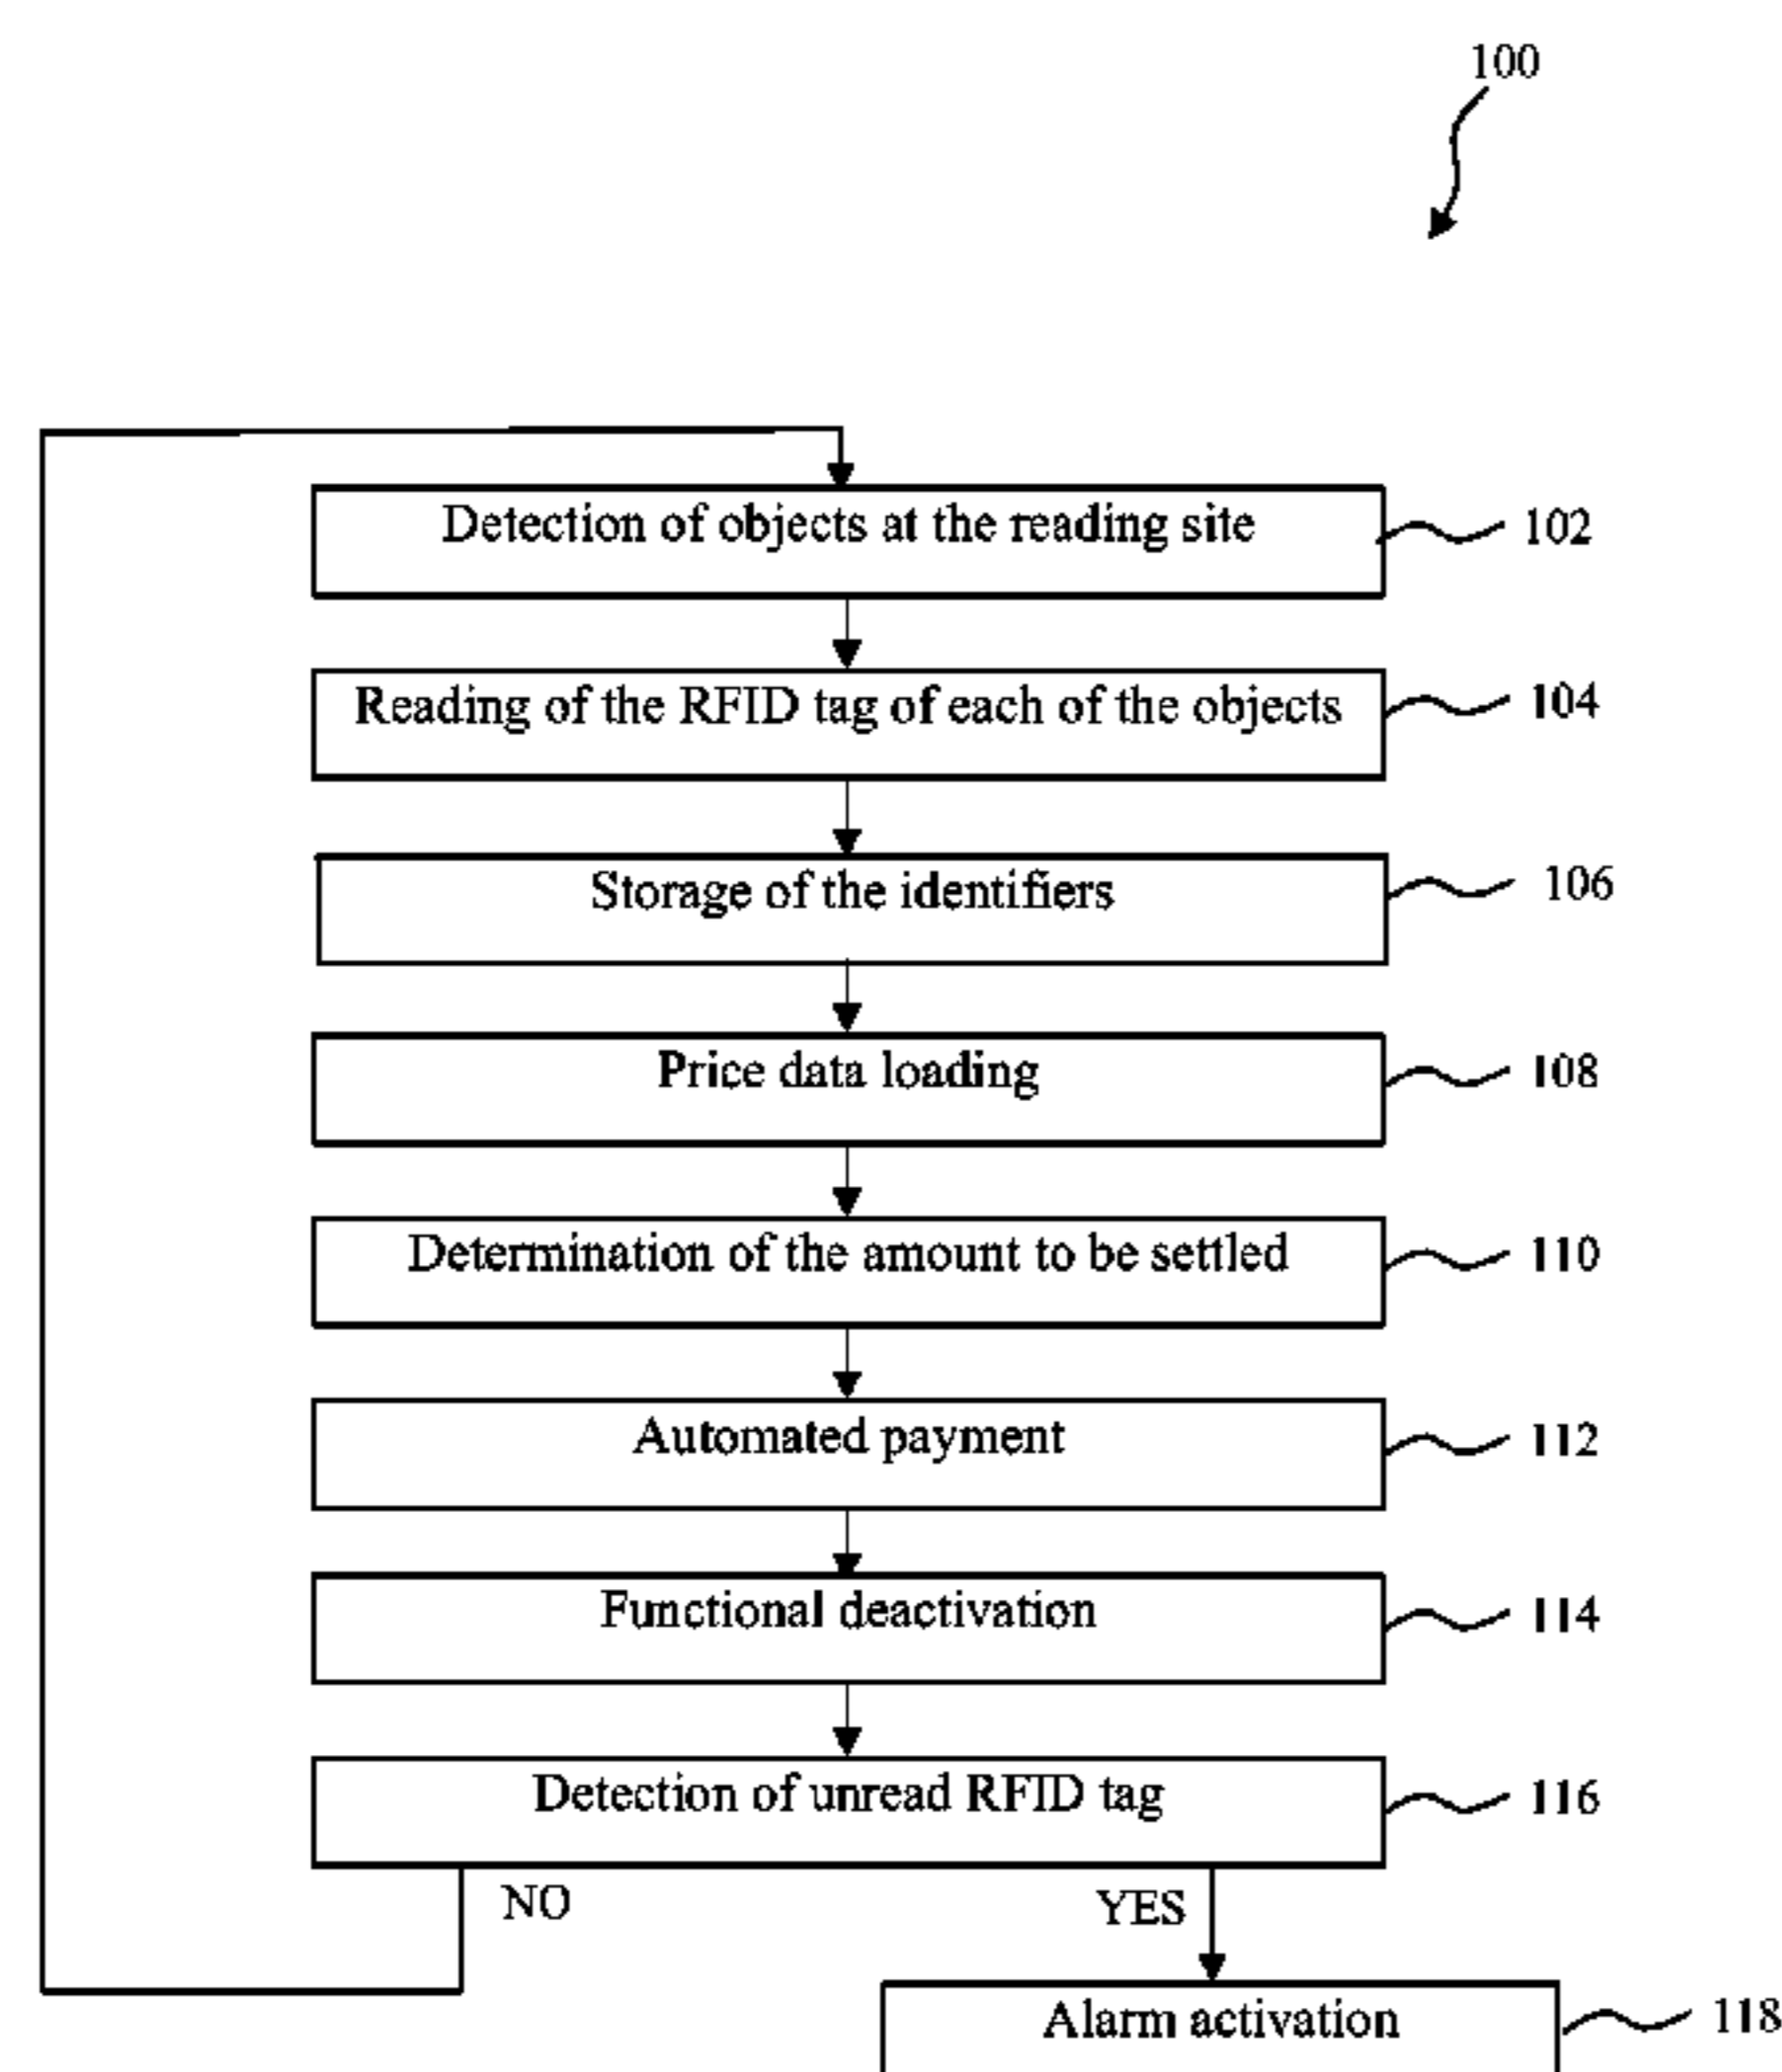 100
Detection of objects at the reading site 102
Reading of the RFID tag of each of the objects 104
Storage of the identifiers 106
Price data loading 108
Determination of the amount to be settled 110
Automated payment 112
Functional deactivation 114
Detection of unread RFID tag 116
NO YES
Alarm activation 118